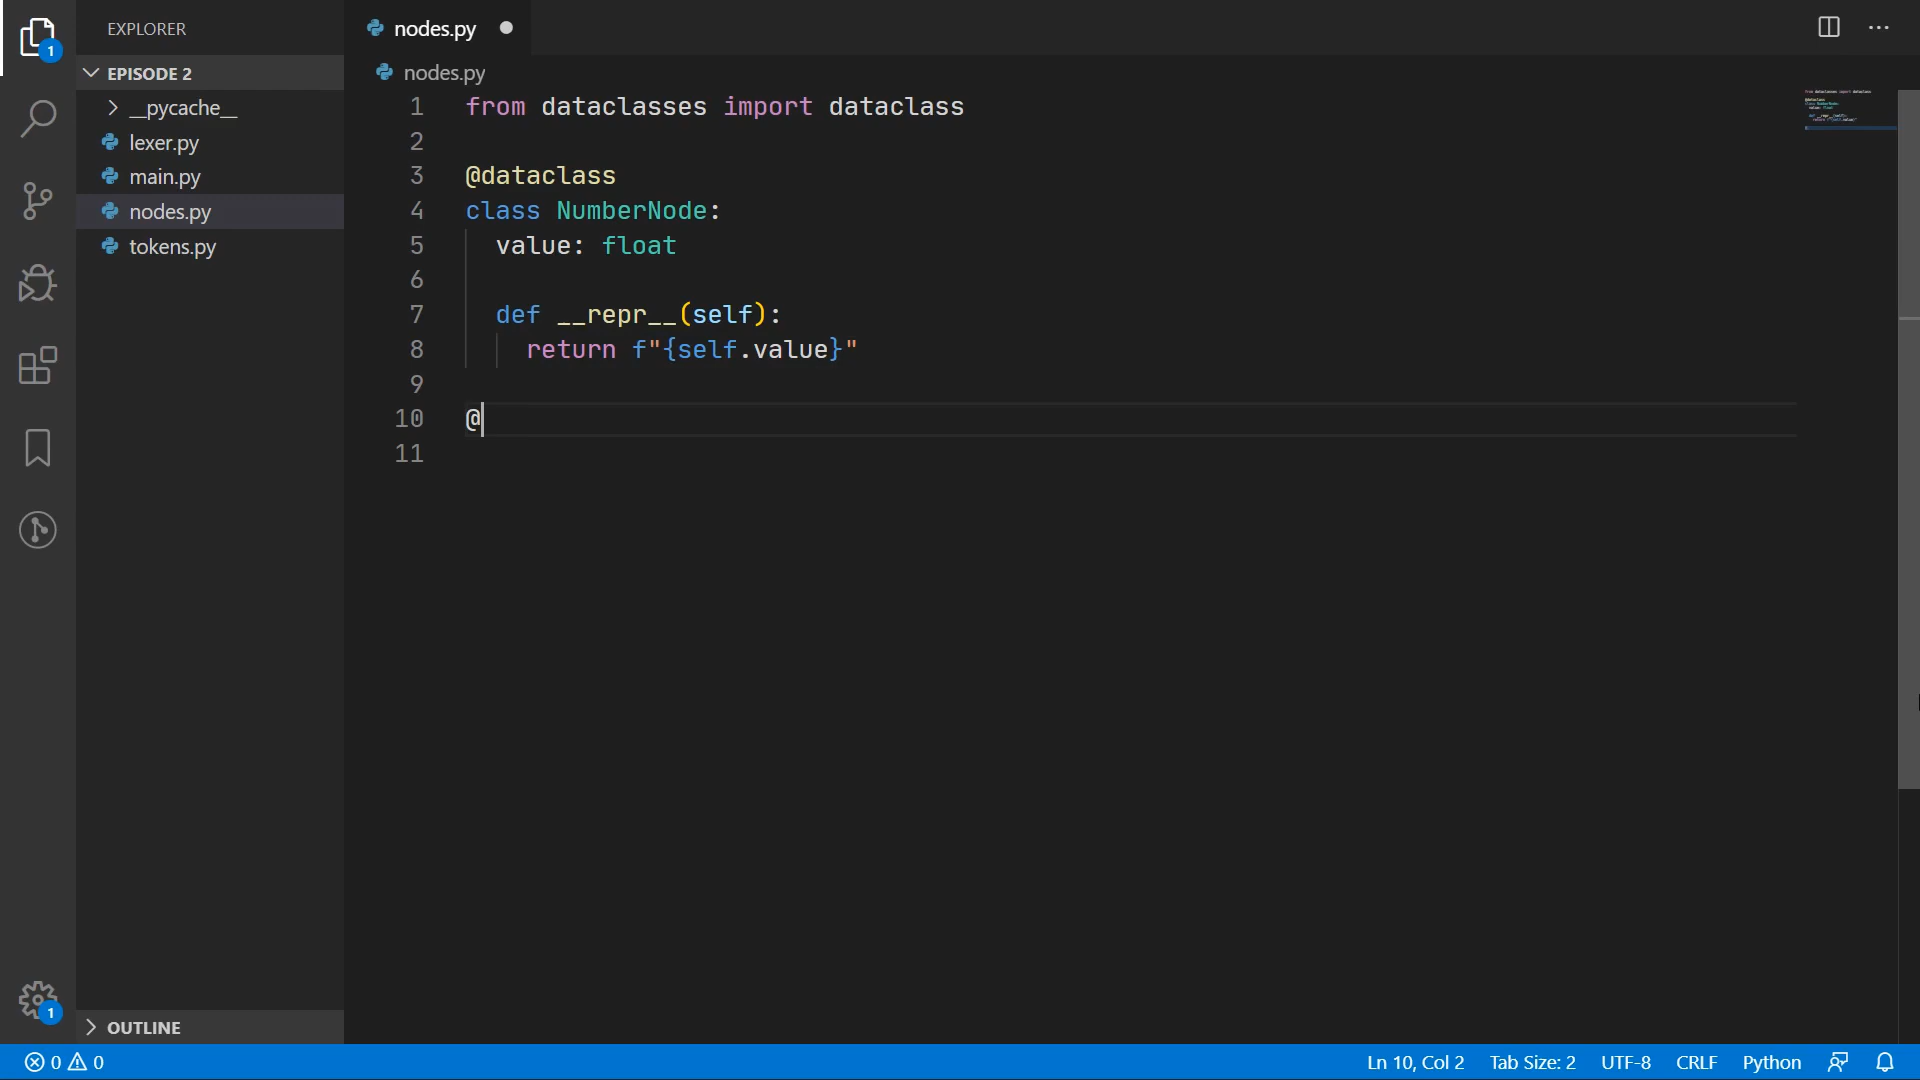 EXPLORER
EPISODE 2
__pycache__
lexer.py
main.py
nodes.py
tokens.py
OUTLINE
nodes.py
nodes.py
1 from dataclasses import dataclass
2
3 @dataclass
4 class NumberNode:
5 value: float
6
7 def __repr__(self):
8 return f"{self.value}"
9
10 @
11
1
1
0 0
Ln 10, Col 2 Tab Size: 2 UTF-8 CRLF Python